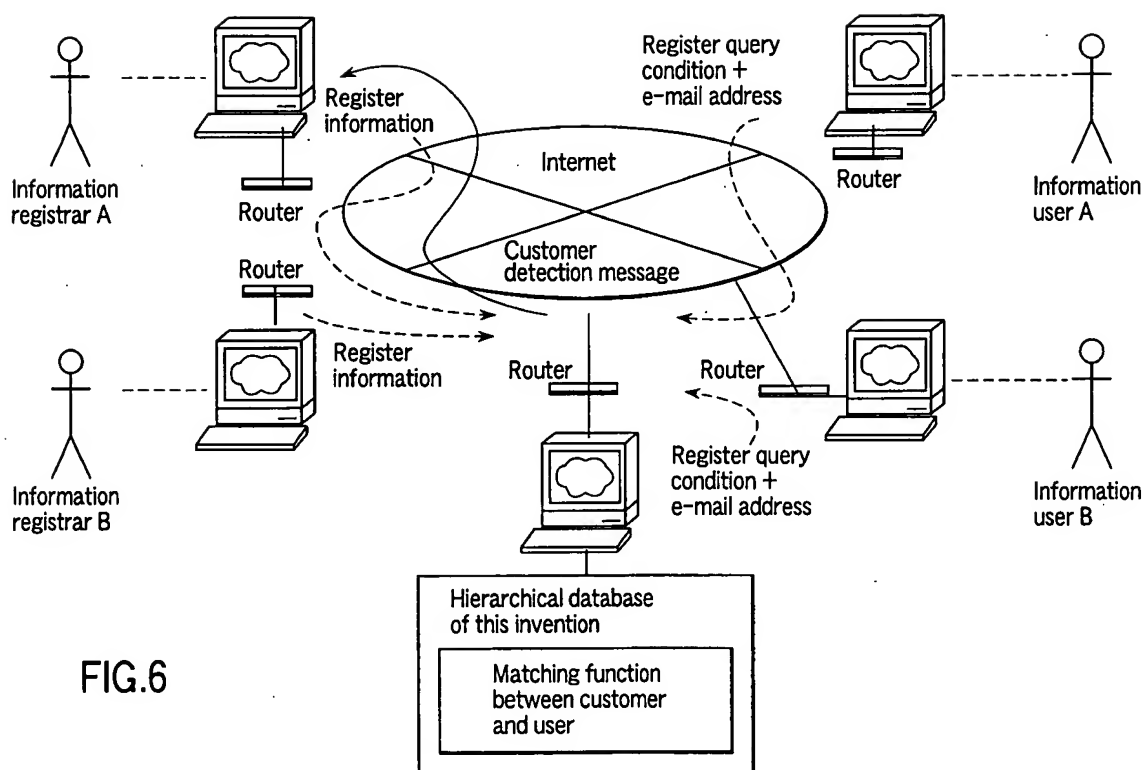 Register query
condition +
e-mail address
Register
information
Internet
Information
registrar A
Router
Router
Information
user A
Customer
detection message
Router
Register
information
Router
Router
Information
registrar B
Register query
condition +
e-mail address
Information
user B
Hierarchical database
of this invention
Matching function
between customer
and user
FIG.6